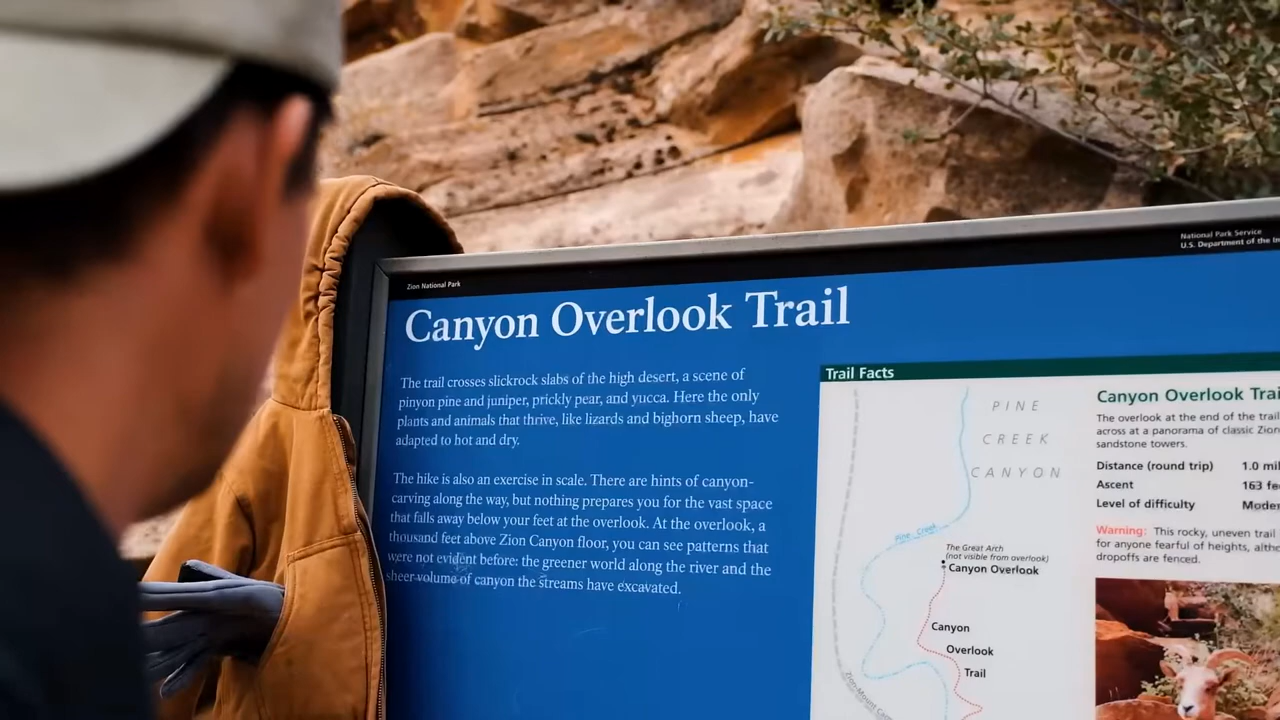 National Park Service
U.S. Department of the
Zion National Park
Canyon Overlook Trail
The trail crosses slickrock slabs of the high desert, a scene of
pinyon pine and juniper, prickly pear, and yucca. Here the only
plants and animals that thrive, like lizards and bighorn sheep, have
adapted to hot and dry.
The hike is also an exercise in scale. There are hints of canyon-
carving along the way, but nothing prepares you for the vast space
that falls away below your feet at the overlook. At the overlook, a
thousand feet above Zion Canyon floor, you can see patterns that
were not evident before: the greener world along the river and the
sheer volume of canyon the streams have excavated.
Trail Facts
PINE
CREEK
CANYON
Pine Creek
The Great Arch
(not visible from overlook)
Canyon Overlook
Canyon
Overlook
Trail
Zion-Mount
Canyon Overlook
The overlook at the end of the trail
across at a panorama of classic Zion
sandstone towers.
Distance (round trip) 1.0
Ascent 163
Level of difficulty
Warning: This rocky, uneven trail
for anyone fearful of heights,
dropoffs are fenced.